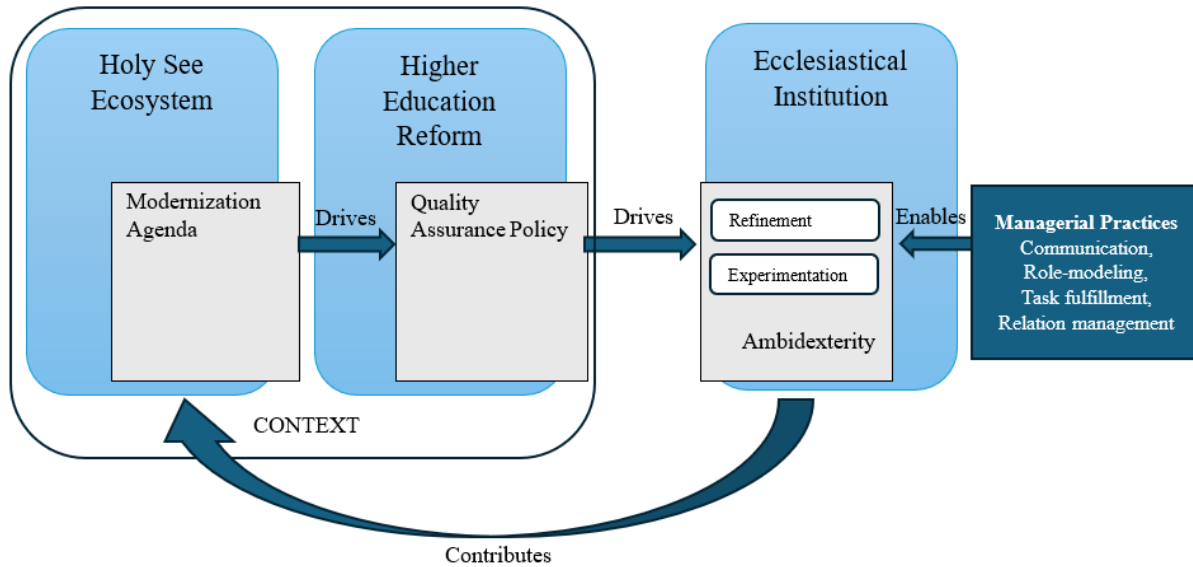 Holy See
Ecosystem
Higher
Education
Reform
Ecclesiastical
Institution
Modernization
Agenda
Drives
Quality
Assurance Policy
Drives
Refinement
Experimentation
Ambidexterity
Enables
Managerial Practices
Communication,
Role-modeling,
Task fulfillment,
Relation management
CONTEXT
Contributes